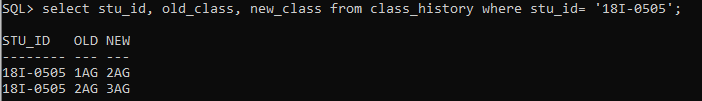 SQL> select stu_id, old_class, new_class from class_history where stu_id= '18I-0505';
STU_ID   OLD NEW
-------- --- ---
18I-0505 1AG 2AG
18I-0505 2AG 3AG